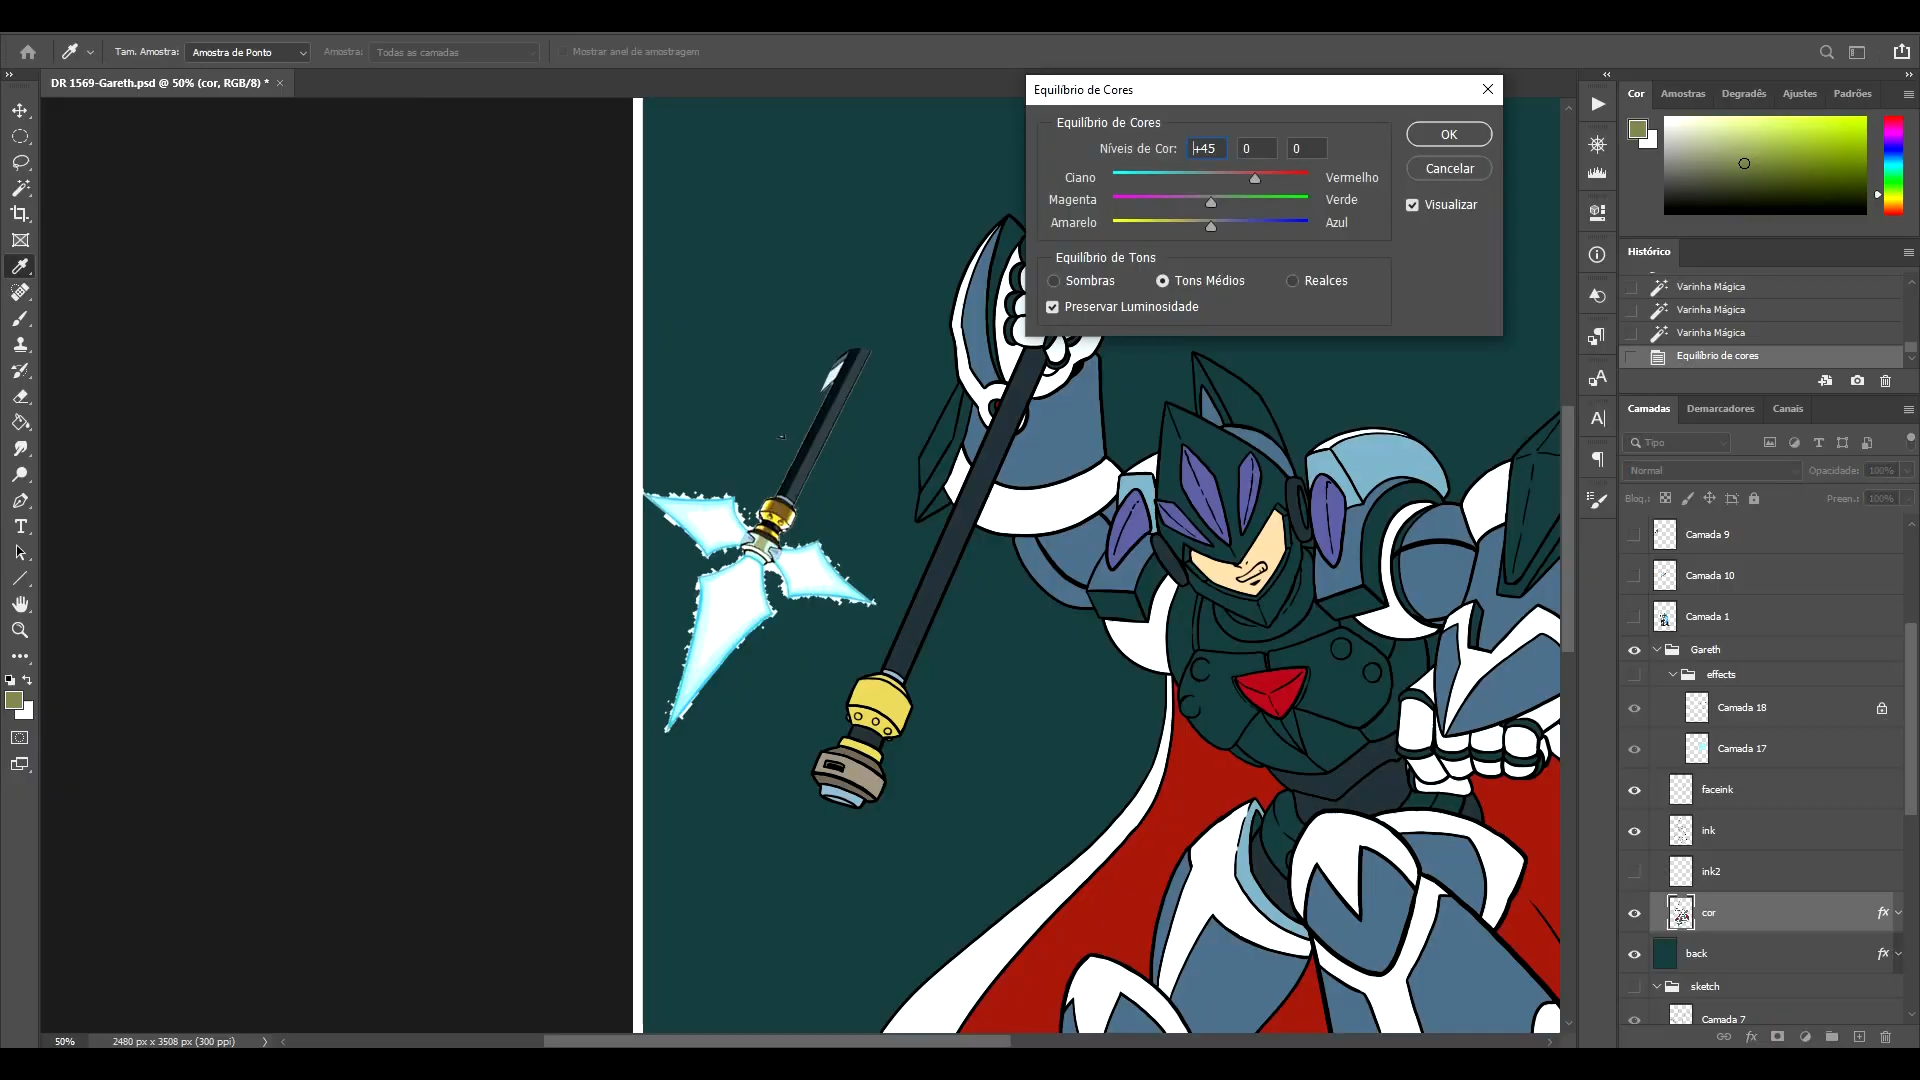 Tam. Amostra: Amostra de Ponto Amostra: Todas as camadas Mostrar anel de amostragem
DR 1569-Gareth.psd @ 50% (cor, RGB/8) * ×
Equilíbrio de Cores
Equilíbrio de Cores
Níveis de Cor: +45 0 0
Ciano Vermelho
Magenta Verde
Amarelo Azul
Equilíbrio de Tons
Sombras Tons Médios Realces
Preservar Luminosidade
OK
Cancelar
Visualizar
Cor Amostras Degradês Ajustes Padrões
Histórico
Varinha Mágica
Varinha Mágica
Varinha Mágica
Equilíbrio de cores
Camadas Demarcadores Canais
Tipo
Normal Opacidade: 100%
Bloq.: Preen.: 100%
Camada 9
Camada 10
Camada 1
Gareth
effects
Camada 18
Camada 17
faceink
ink
ink2
cor fx
back fx
sketch
Camada 7
fx
50% 2480 px x 3508 px (300 ppi)